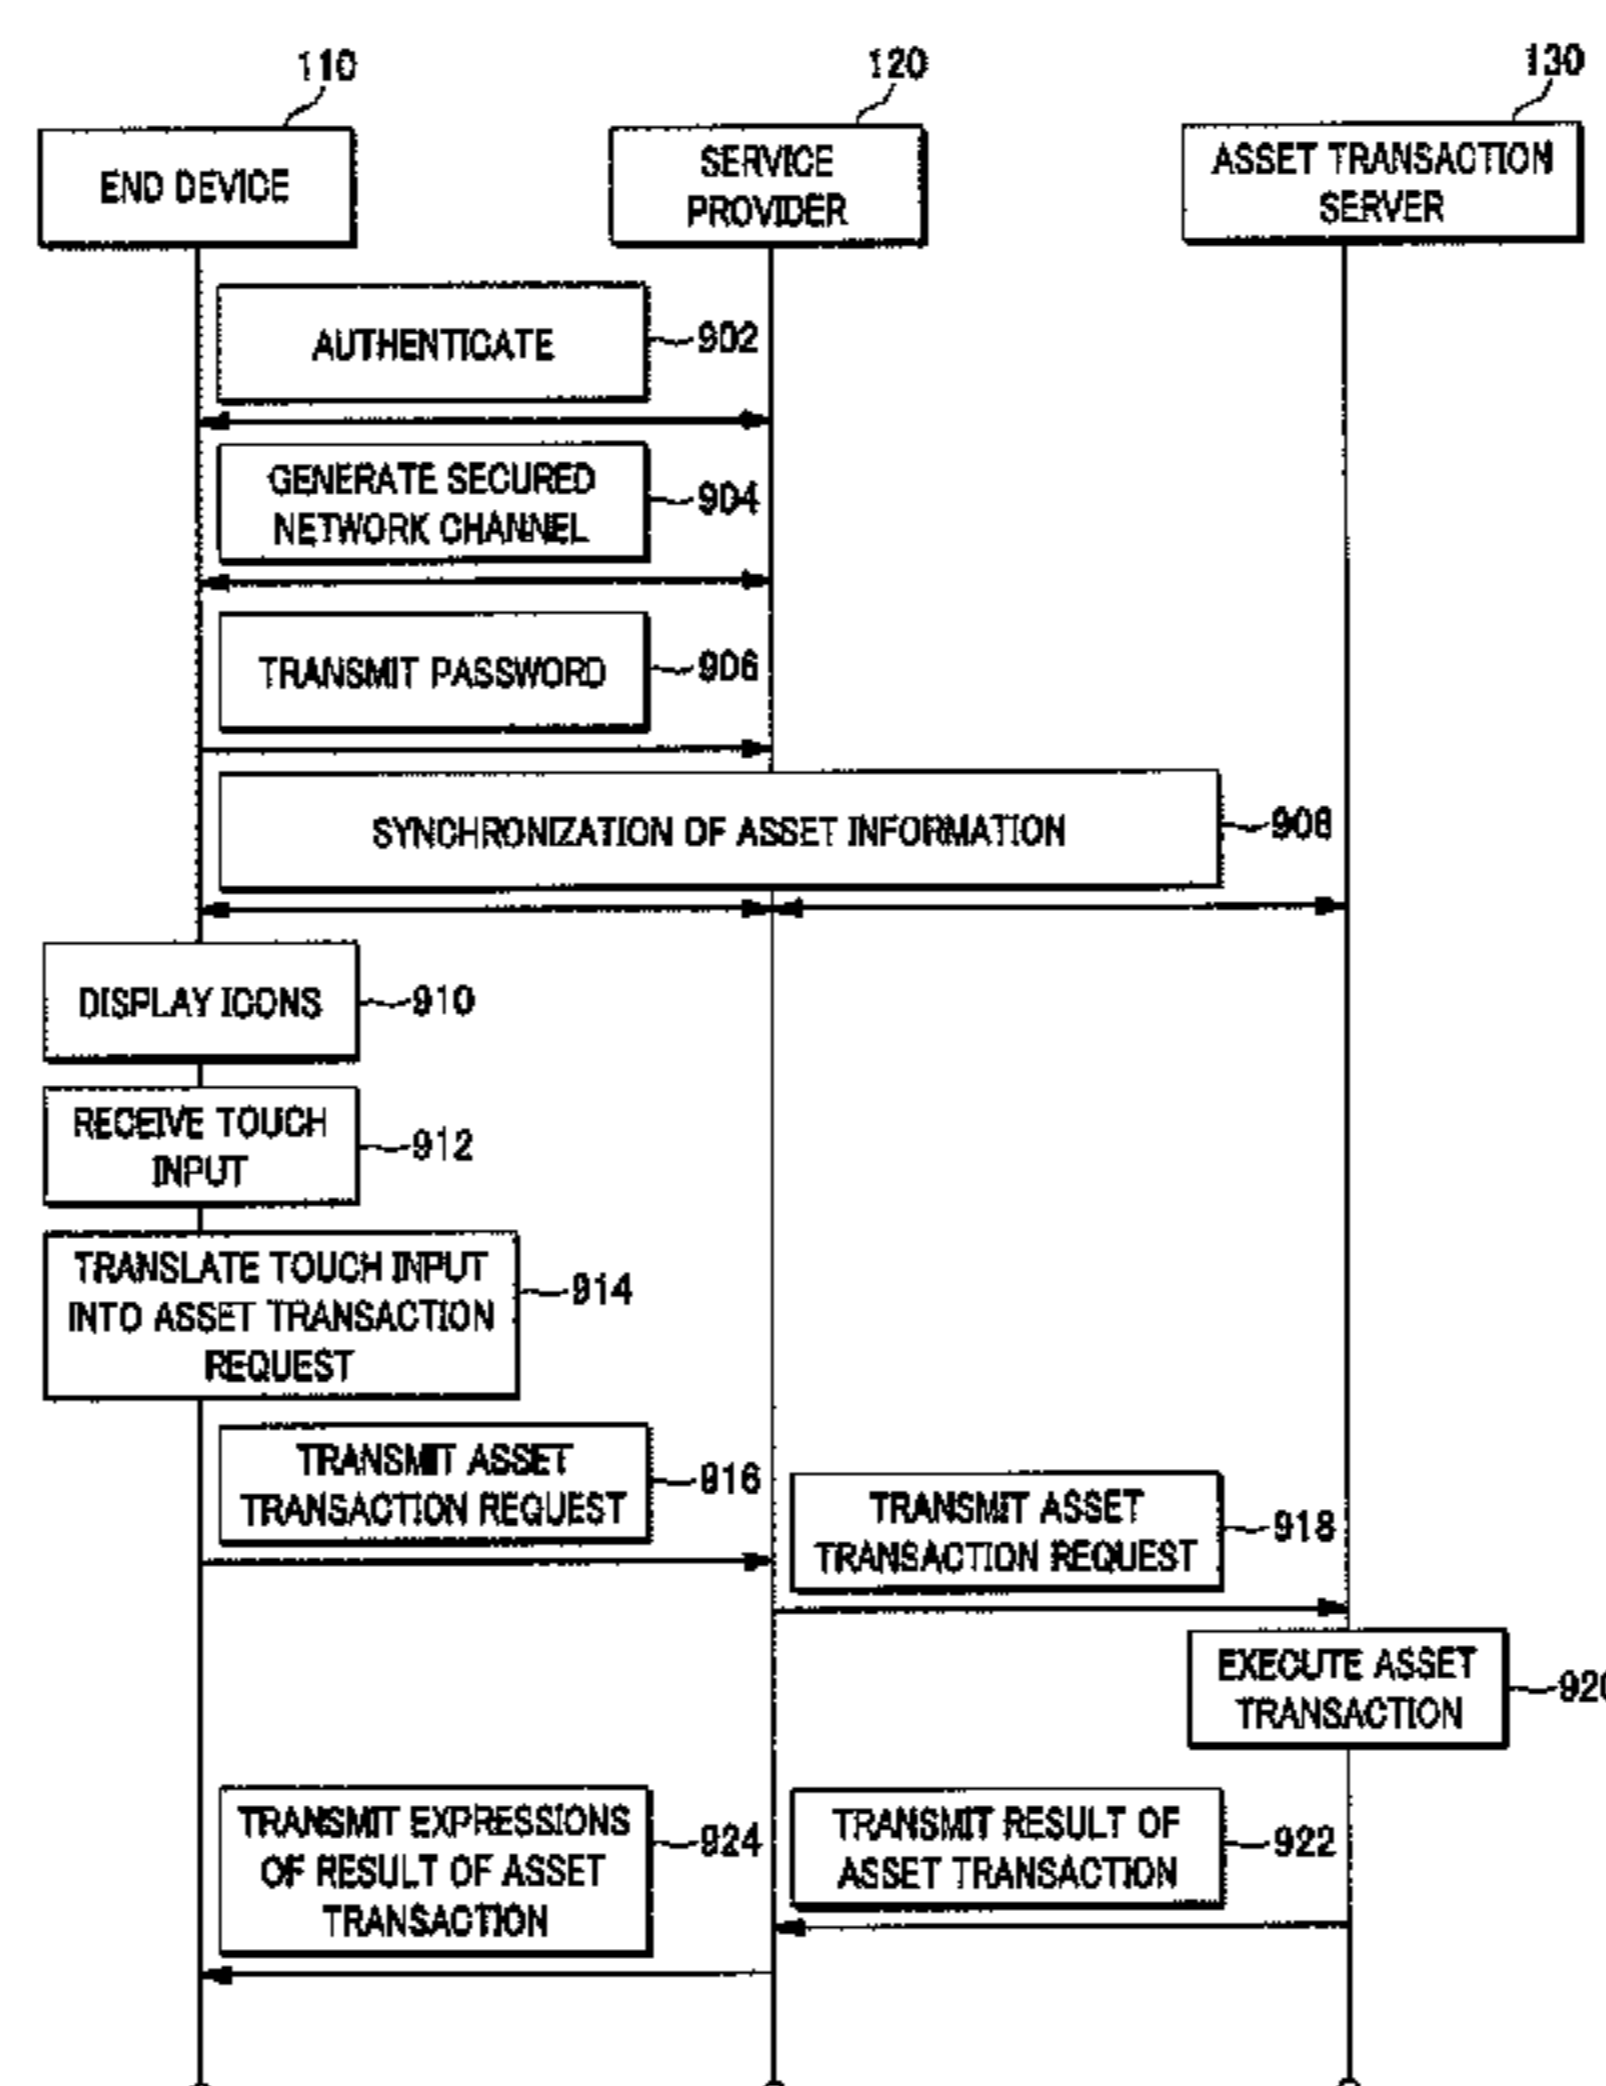 110
120
130
END DEVICE
SERVICE
PROVIDER
ASSET TRANSACTION
SERVER
AUTHENTICATE
902
GENERATE SECURED
NETWORK CHANNEL
904
TRANSMIT PASSWORD
906
SYNCHRONIZATION OF ASSET INFORMATION
908
DISPLAY ICONS
910
RECEIVE TOUCH
INPUT
912
TRANSLATE TOUCH INPUT
INTO ASSET TRANSACTION
REQUEST
914
TRANSMIT ASSET
TRANSACTION REQUEST
916
TRANSMIT ASSET
TRANSACTION REQUEST
918
EXECUTE ASSET
TRANSACTION
920
TRANSMIT EXPRESSIONS
OF RESULT OF ASSET
TRANSACTION
924
TRANSMIT RESULT OF
ASSET TRANSACTION
922